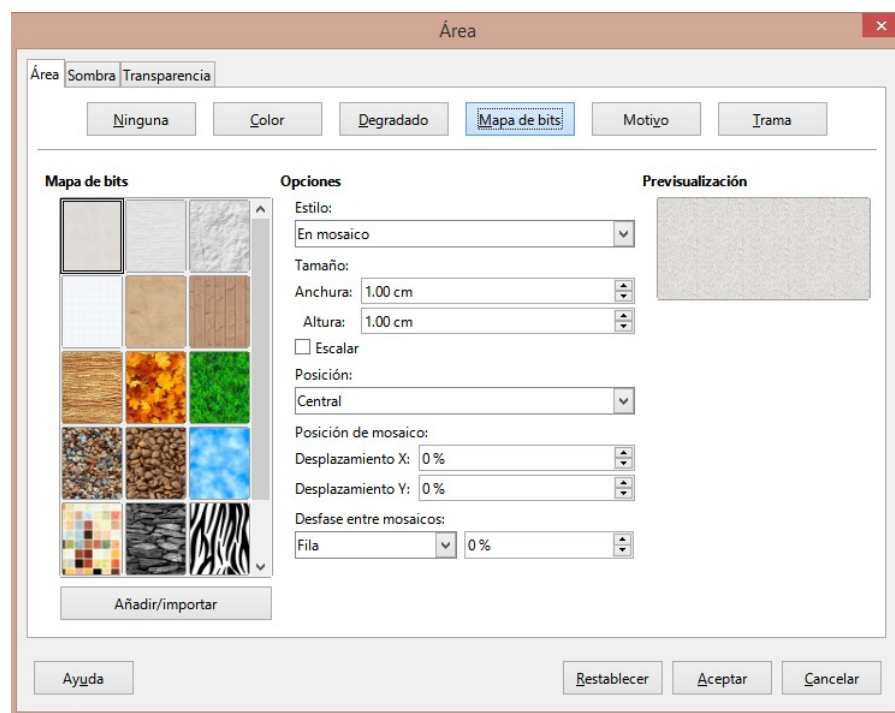 Área
Área Sombra Transparencia
Ninguna Color Degradado Mapa de bits Motivo Trama
Mapa de bits
Opciones
Previsualización
Estilo:
En mosaico
Tamaño:
Anchura: 1.00 cm
Altura: 1.00 cm
Escalar
Posición:
Central
Posición de mosaico:
Desplazamiento X: 0 %
Desplazamiento Y: 0 %
Desfase entre mosaicos:
Fila 0 %
Añadir/importar
Ayuda Restablecer Aceptar Cancelar